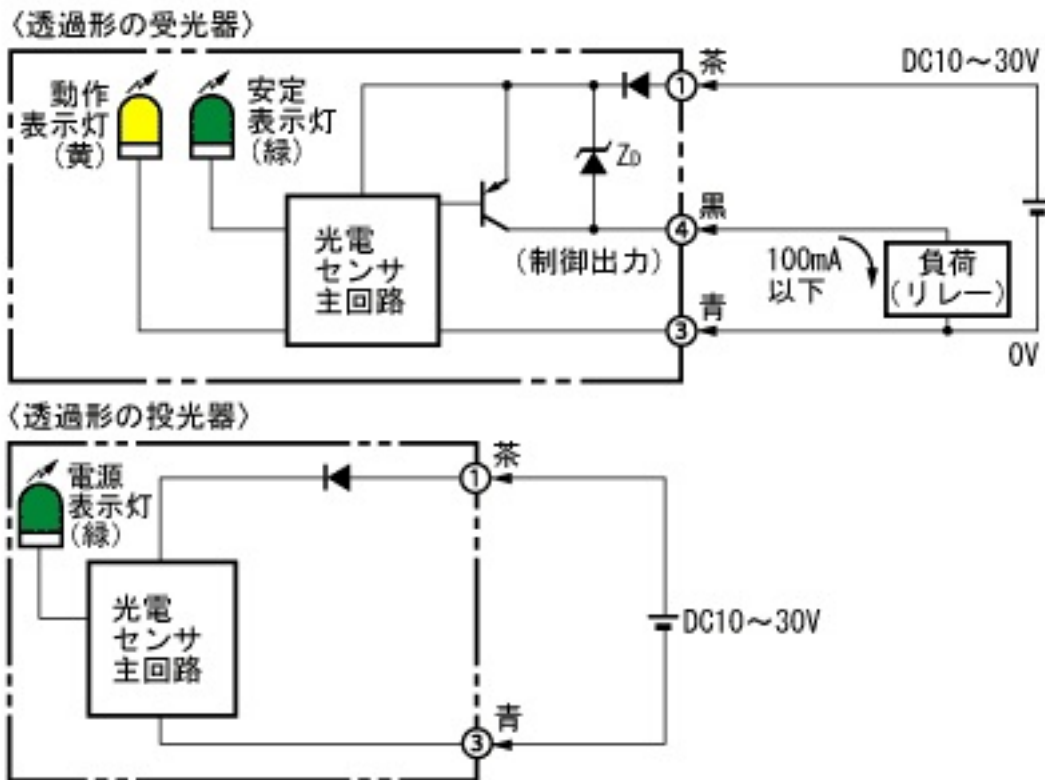 〈透過形の受光器〉
動作
表示灯
(黄)
安定
表示灯
(緑)
光電
センサ
主回路
ZD
(制御出力)
①
茶
④
黒
③
青
DC10～30V
100mA
以下
負荷
(リレー)
0V
〈透過形の投光器〉
電源
表示灯
(緑)
光電
センサ
主回路
①
茶
③
青
DC10～30V